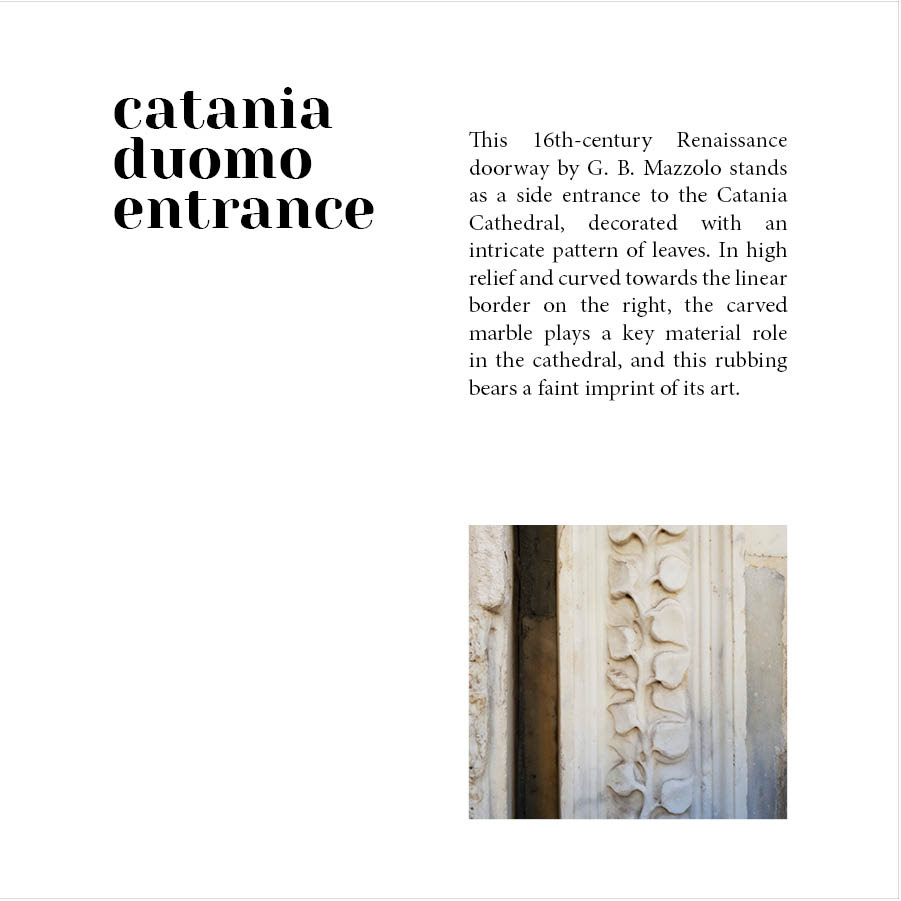 catania
duomo
entrance
This 16th-century Renaissance
doorway by G. B. Mazzolo stands
as a side entrance to the Catania
Cathedral, decorated with an
intricate pattern of leaves. In high
relief and curved towards the linear
border on the right, the carved
marble plays a key material role
in the cathedral, and this rubbing
bears a faint imprint of its art.